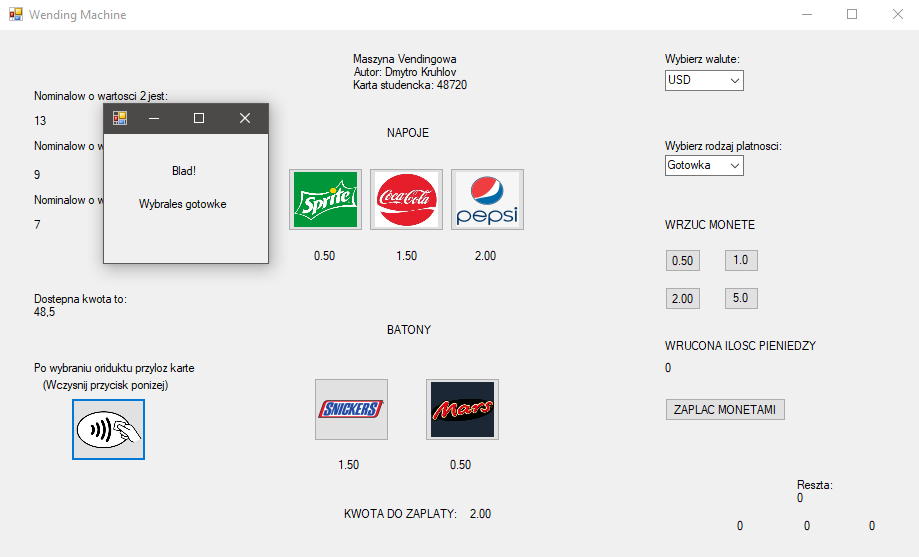 Wending Machine
Maszyna Vendingowa
Autor: Dmytro Kruhlov
Karta studencka: 48720
Nominalow o wartosci 2 jest:
13
Nominalow o w
9
Nominalow o w
7
Blad!
Wybrales gotowke
Dostepna kwota to:
48,5
Po wybraniu oriduktu przyloz karte
(Wczysnij przycisk ponizej)
NAPOJE
Sprite
Coca-Cola
pepsi
0.50
1.50
2.00
BATONY
SNICKERS
Mars
1.50
0.50
KWOTA DO ZAPLATY: 2.00
Wybierz walute:
USD
Wybierz rodzaj platnosci:
Gotowka
WRZUC MONETE
0.50 1.0
2.00 5.0
WRUCONA ILOSC PIENIEDZY
0
ZAPLAC MONETAMI
Reszta:
0
0 0 0